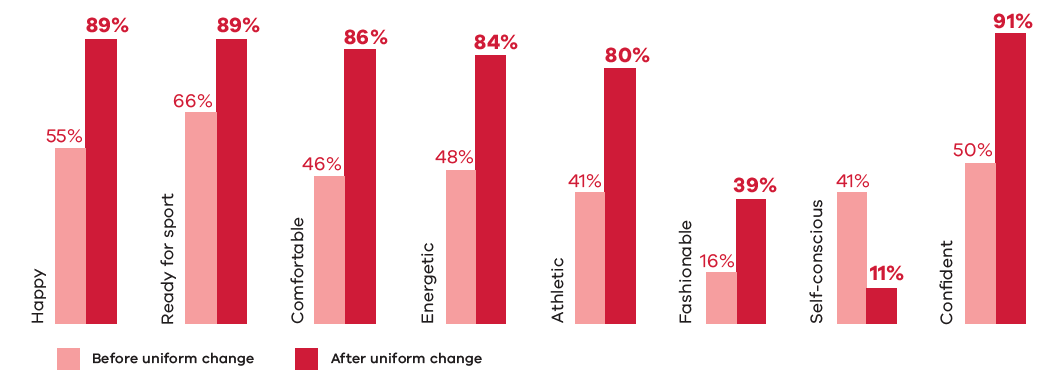 Happy
55%
89%
Ready for sport
66%
89%
Comfortable
46%
86%
Energetic
48%
84%
Athletic
41%
80%
Fashionable
16%
39%
Self-conscious
41%
11%
Confident
50%
91%
Before uniform change
After uniform change